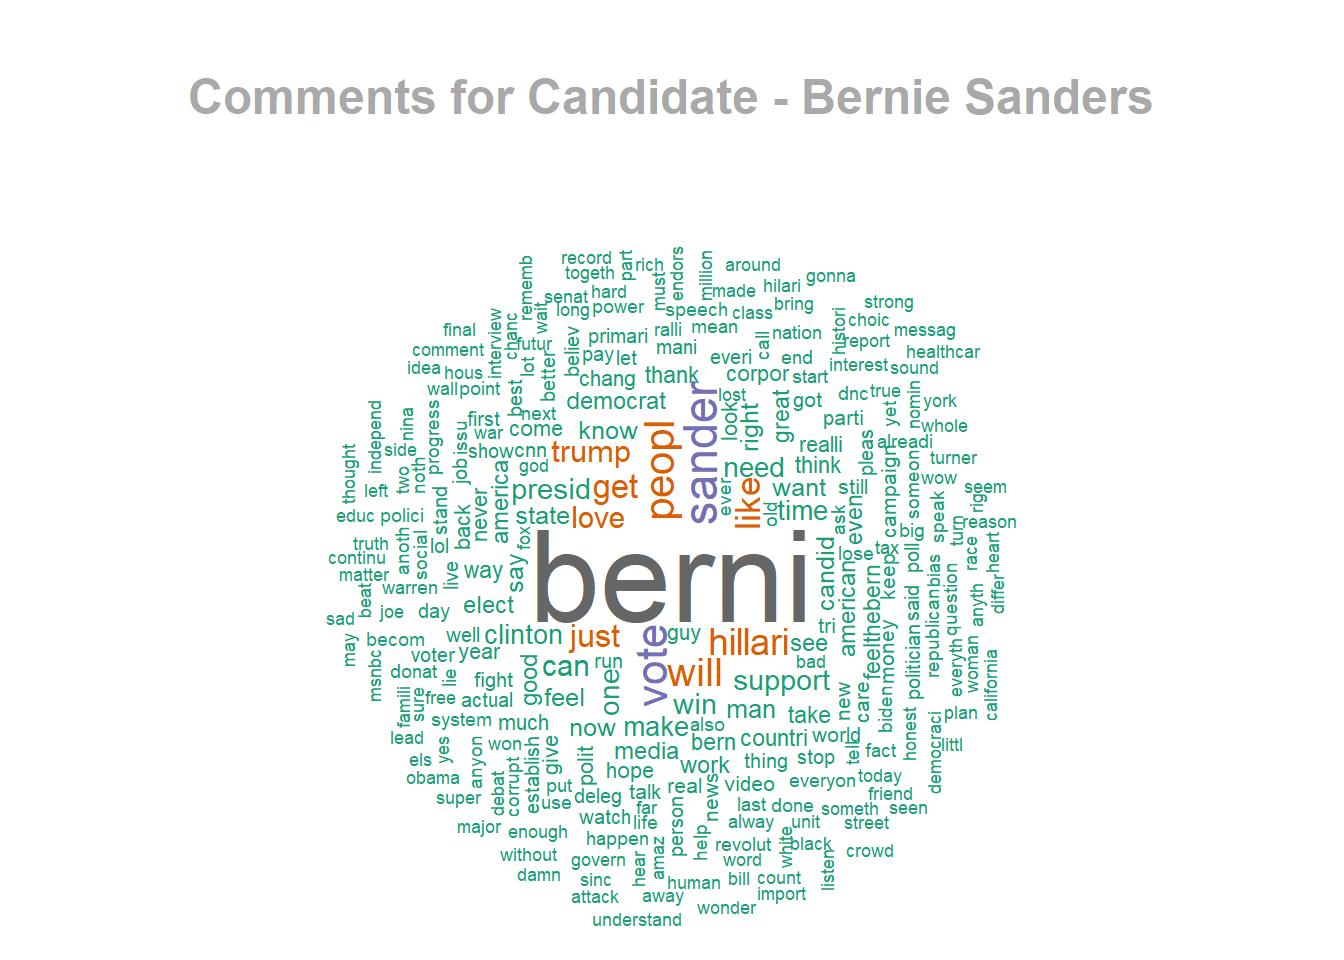 Comments for Candidate - Bernie Sanders
record
togeth
part
rich
must
endors
million
around
gonna
rememb
senat
hard
made
hilari
bring
strong
wait
long
power
speech
class
choic
messag
final
interview
chanc
futur
believ
primari
ralli
mean
call
nation
histori
report
healthcar
comment
idea
hous
lot
better
pay
let
mani
everi
end
interest
sound
wall
point
best
chang
thank
corpor
start
dnc
true
yet
nomin
york
independ
nina
progress
first
next
democrat
sander
lost
look
right
great
got
parti
whole
thought
side
two
noth
job
issu
war
come
know
peopl
realli
pleas
alreadi
turner
left
show
cnn
god
trump
need
think
campaign
someon
wow
seem
educ
polici
stand
back
never
america
presid
get
like
ever
old
want
still
even
rig
reason
truth
continu
anoth
social
lol
state
fox
love
time
ask
big
poll
speak
turn
race
heart
matter
beat
warren
live
way
say
berni
candid
american
lose
tax
keep
feelthebern
bias
republican
said
question
anyth
differ
sad
may
joe
day
elect
tri
money
politician
everyth
woman
california
becom
well
clinton
just
vote
guy
hillari
see
msnbc
voter
year
can
run
will
bad
donat
lie
fight
good
one
support
new
care
biden
honest
plan
famili
sure
free
actual
feel
win
man
take
lead
system
much
now
make
also
bern
countri
world
tell
fact
democraci
littl
els
yes
anyon
won
establish
give
polit
media
hope
work
thing
stop
obama
debat
corrupt
put
talk
real
news
video
everyon
today
friend
super
use
deleg
far
last
done
someth
seen
major
enough
watch
life
person
help
alway
unit
street
happen
revolut
white
black
without
govern
hear
amaz
word
listen
crowd
damn
sinc
human
bill
count
attack
away
import
wonder
understand